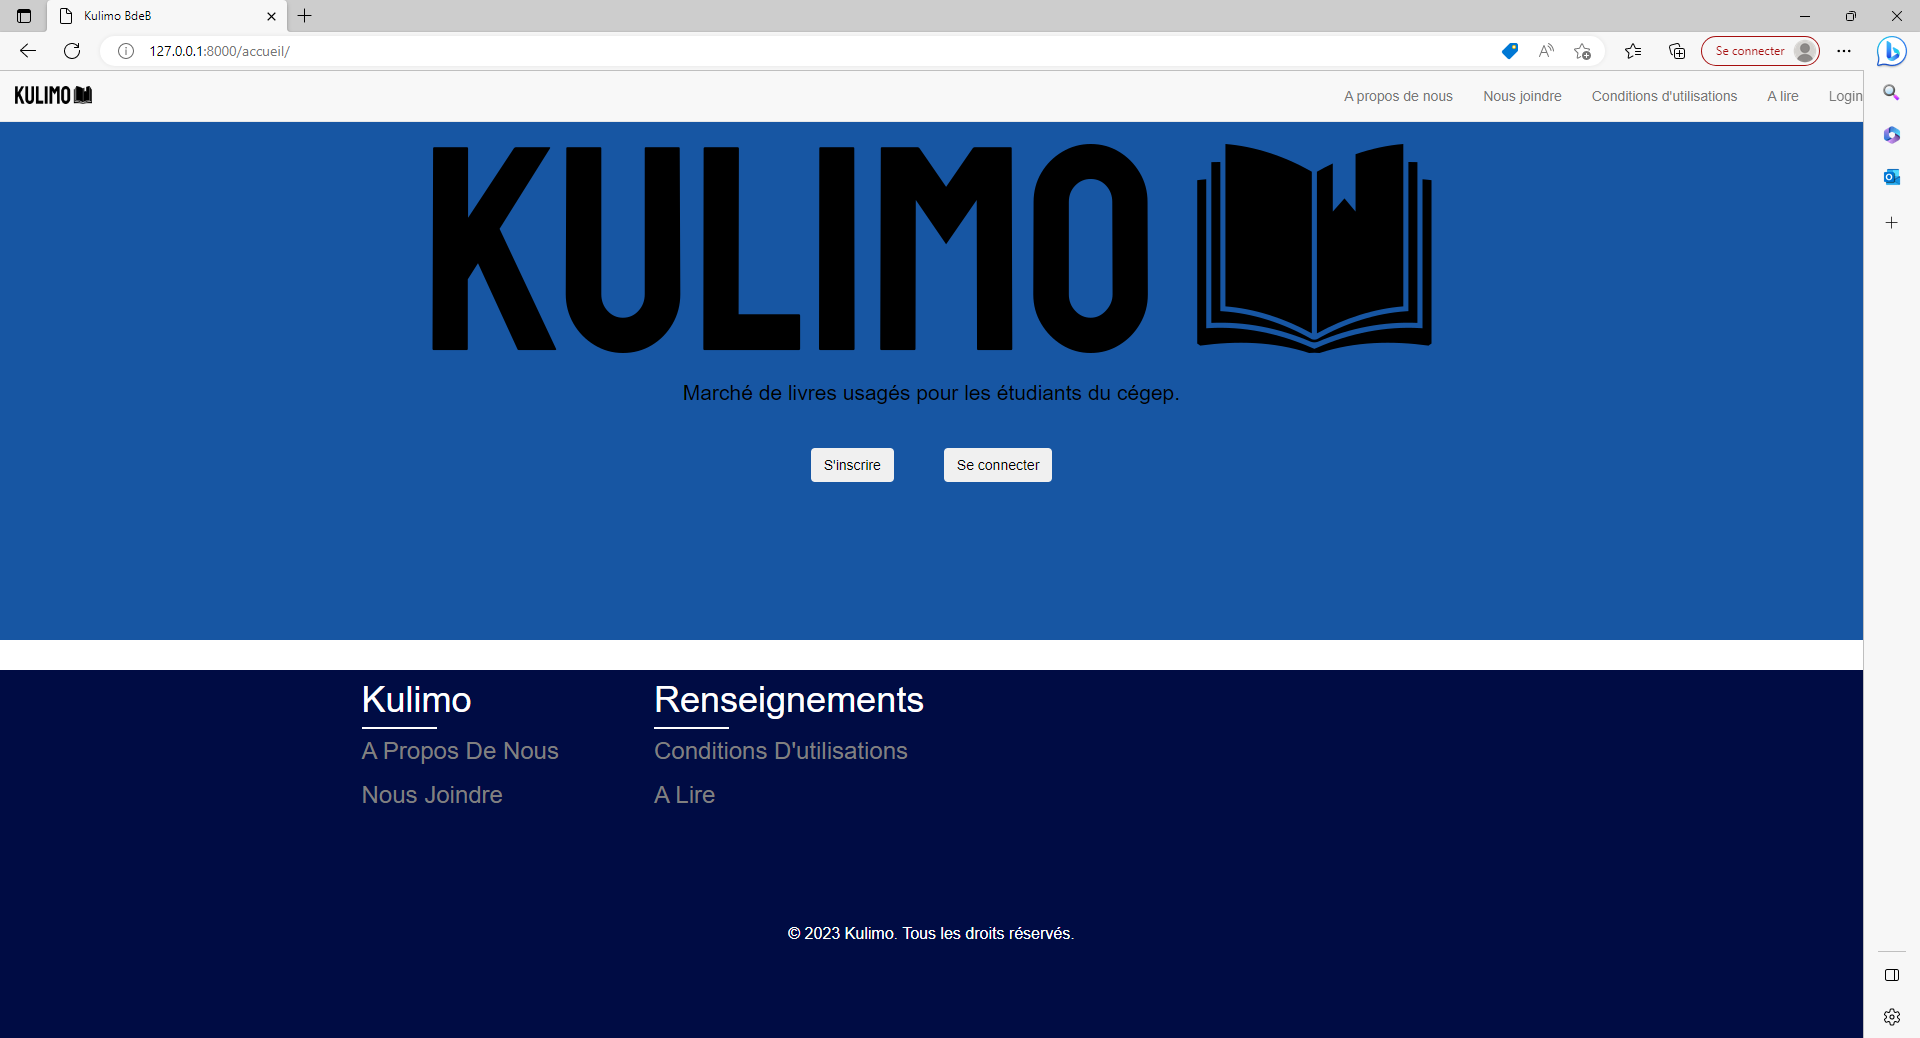 Kulimo BdeB
127.0.0.1:8000/accueil/
Se connecter
KULIMO
A propos de nous
Nous joindre
Conditions d'utilisations
A lire
Login
KULIMO
Marché de livres usagés pour les étudiants du cégep.
S'inscrire
Se connecter
Kulimo
Renseignements
A Propos De Nous
Conditions D'utilisations
Nous Joindre
A Lire
© 2023 Kulimo. Tous les droits réservés.